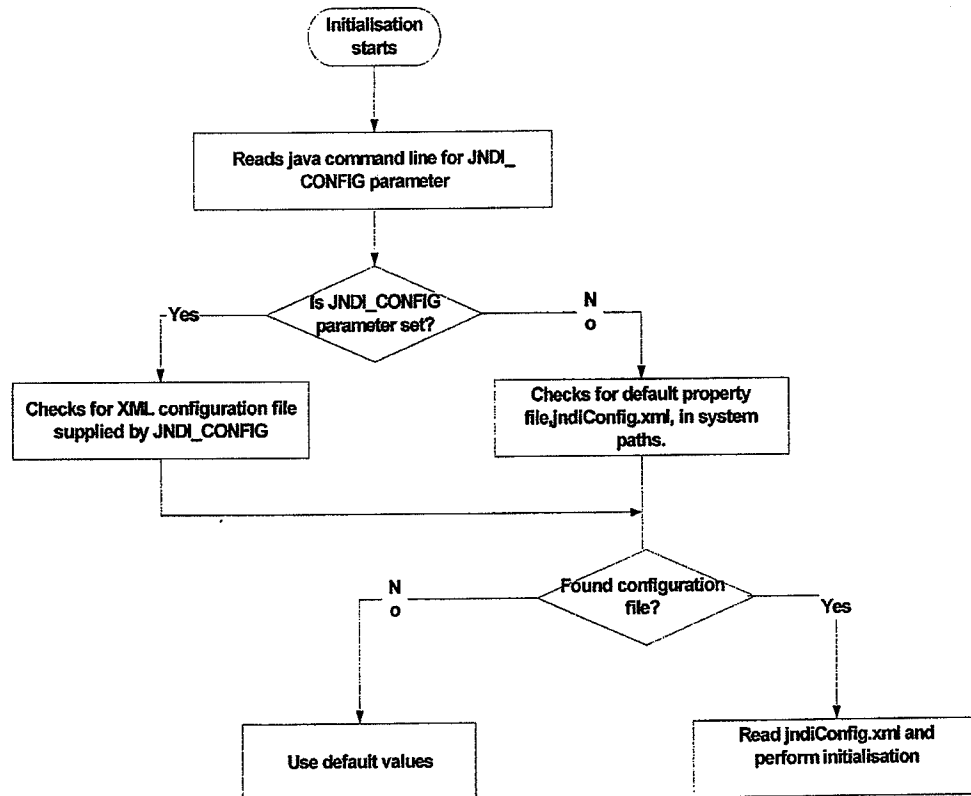 Initialisation
starts
Reads java command line for JNDI_
CONFIG parameter
Is JNDI_CONFIG
parameter set?
Yes
N
o
Checks for XML configuration file
supplied by JNDI_CONFIG
Checks for default property
file,jndiConfig.xml, in system
paths.
Found configuration
file?
N
o
Yes
Use default values
Read jndiConfig.xml and
perform initialisation